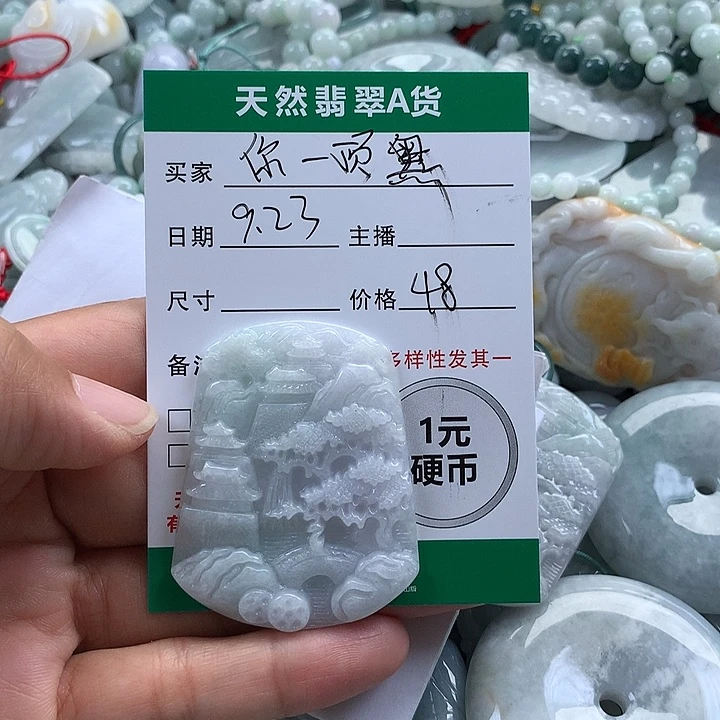 天然翡翠A货
买家 你一顾
日期 9.23 主播
尺寸 价格 48
备 多样性发其一
1元
硬币
有